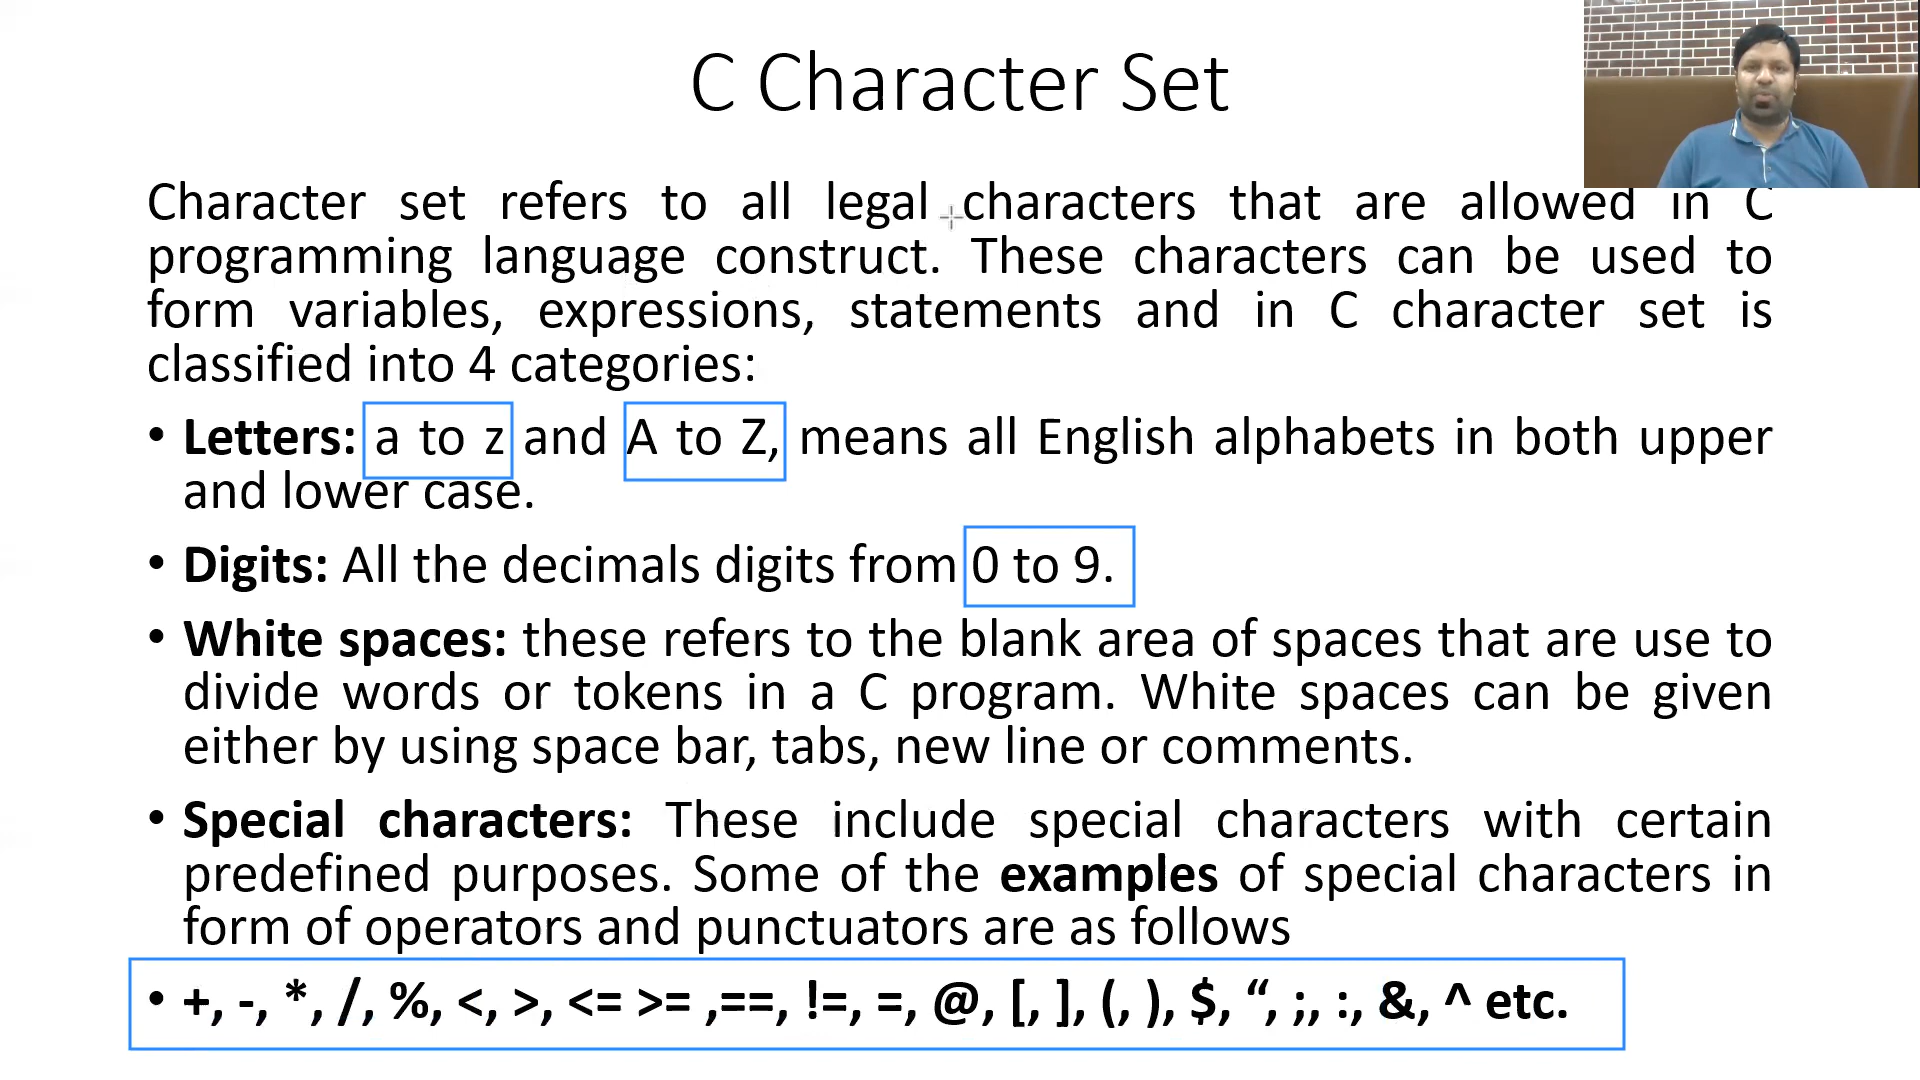 C Character Set
Character set refers to all legal characters that are allowed in C
programming language construct. These characters can be used to
form variables, expressions, statements and in C character set is
classified into 4 categories:
• Letters: a to z and A to Z, means all English alphabets in both upper
and lower case.
• Digits: All the decimals digits from 0 to 9.
• White spaces: these refers to the blank area of spaces that are use to
divide words or tokens in a C program. White spaces can be given
either by using space bar, tabs, new line or comments.
• Special characters: These include special characters with certain
predefined purposes. Some of the examples of special characters in
form of operators and punctuators are as follows
• +, -, *, /, %, <, >, <= >= ,==, !=, =, @, [, ], (, ), $, “, ;, :, &, ^ etc.